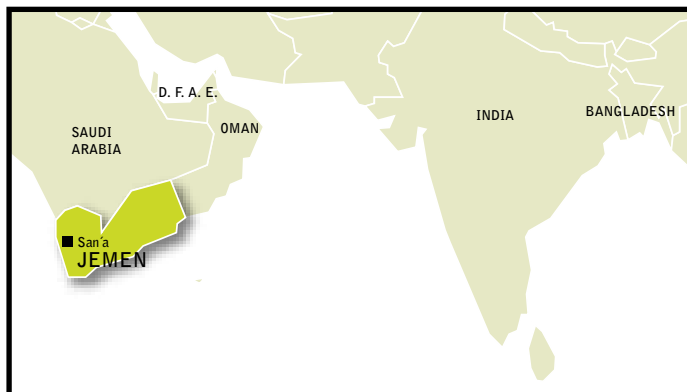 D. F. A. E.
SAUDI
ARABIA
OMAN
INDIA
BANGLADESH
San´a
JEMEN